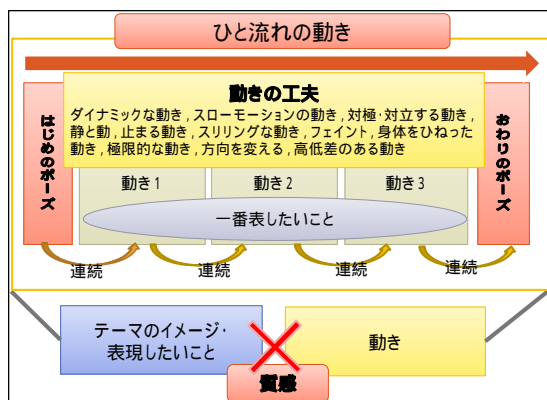 ひと流れの動き
はじめのポーズ
動きの工夫
ダイナミックな動き,スローモーションの動き,対極・対立する動き,
静と動,止まる動き,スリリングな動き,フェイント,身体をひねった
動き,極限的な動き,方向を変える,高低差のある動き
おわりのポーズ
動き1
動き2
動き3
一番表したいこと
連続
連続
連続
連続
テーマのイメージ・
表現したいこと
動き
質感